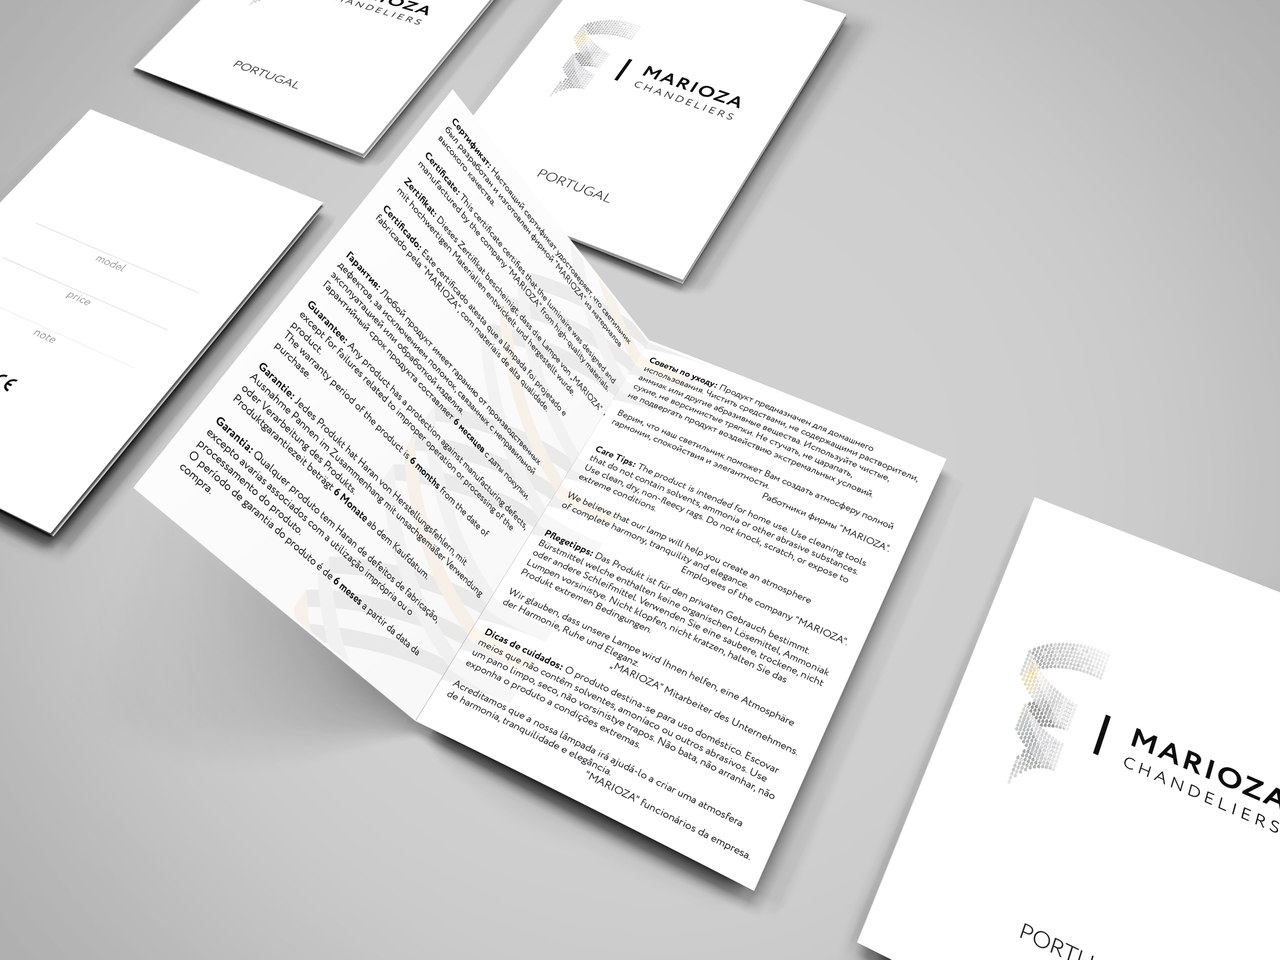 MARIOZA
CHANDELIERS
PORTUGAL
MARIOZA
CHANDELIERS
PORTUGAL
model
price
note
CE
Сертификат: Настоящий сертификат удостоверяет, что светильник
был разработан и изготовлен фирмой "MARIOZA" из материалов
высокого качества.
Certificate: This certificate certifies that the luminaire was designed and
manufactured by the company "MARIOZA" from high-quality materials.
Zertifikat: Dieses Zertifikat bescheinigt, dass die Lampe von „MARIOZA“,
mit hochwertigen Materialien entwickelt und hergestellt wurde.
Certificado: Este certificado atesta que a lâmpada foi projetado e
fabricado pela "MARIOZA", com materiais de alta qualidade.
Гарантия: Любой продукт имеет гарантию от производственных
дефектов, за исключением поломок, связанных с неправильной
эксплуатацией или обработкой изделия.
Гарантийный срок продукта составляет 6 месяцев с даты покупки.
Guarantee: Any product has a protection against manufacturing defects,
except for failures related to improper operation or processing of the
product.
The warranty period of the product is 6 months from the date of
purchase.
Garantie: Jedes Produkt hat Haran von Herstellungsfehlern, mit
Ausnahme Pannen im Zusammenhang mit unsachgemäßer Verwendung
oder Verarbeitung des Produkts.
Produktgarantiezeit beträgt 6 Monate ab dem Kaufdatum.
Garantia: Qualquer produto tem Haran de defeitos de fabricação,
excepto avarias associados com a utilização imprópria ou o
processamento do produto.
O período de garantia do produto é de 6 meses a partir da data da
compra.
Советы по уходу: Продукт предназначен для домашнего
использования. Чистить средствами, не содержащими растворители,
аммиак или другие абразивные вещества. Используйте чистые,
сухие, не ворсинистые тряпки. Не стучать, не царапать,
не подвергать продукт воздействию экстремальных условий.
Верим, что наш светильник поможет Вам создать атмосферу полной
гармонии, спокойствия и элегантности.
Работники фирмы "MARIOZA".
Care Tips: The product is intended for home use. Use cleaning tools
that do not contain solvents, ammonia or other abrasive substances.
Use clean, dry, non-fleecy rags. Do not knock, scratch, or expose to
extreme conditions.
We believe that our lamp will help you create an atmosphere
of complete harmony, tranquility and elegance.
Employees of the company "MARIOZA".
Pflegetipps: Das Produkt ist für den privaten Gebrauch bestimmt.
Bürstmittel welche enthalten keine organischen Lösemittel, Ammoniak
oder andere Schleifmittel. Verwenden Sie eine saubere, trockene, nicht
Lumpen vorsinistye. Nicht klopfen, nicht kratzen, halten Sie das
Produkt extremen Bedingungen.
Wir glauben, dass unsere Lampe wird Ihnen helfen, eine Atmosphäre
der Harmonie, Ruhe und Eleganz.
„MARIOZA“ Mitarbeiter des Unternehmens.
Dicas de cuidados: O produto destina-se para uso doméstico. Escovar
meios que não contêm solventes, amoníaco ou outros abrasivos. Use
um pano limpo, seco, não vorsinistye trapos. Não bata, não arranhar, não
exponha o produto a condições extremas.
Acreditamos que a nossa lâmpada irá ajudá-lo a criar uma atmosfera
de harmonia, tranquilidade e elegância.
"MARIOZA" funcionários da empresa.
MARIOZA
CHANDELIERS